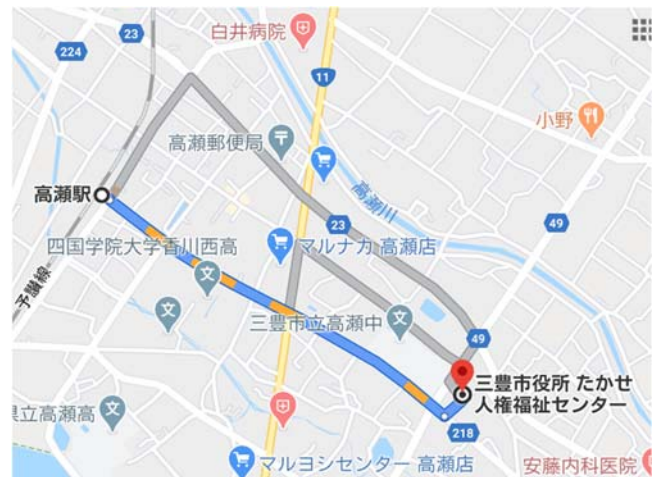 白井病院
23
224
11
小野
高瀬郵便局
高瀬川
高瀬駅
49
23
四国学院大学香川西高
マルナカ 高瀬店
予讃線
三豊市立高瀬中
49
三豊市役所 たかせ
人権福祉センター
県立高瀬高
218
マルヨシセンター 高瀬店
安藤内科医院